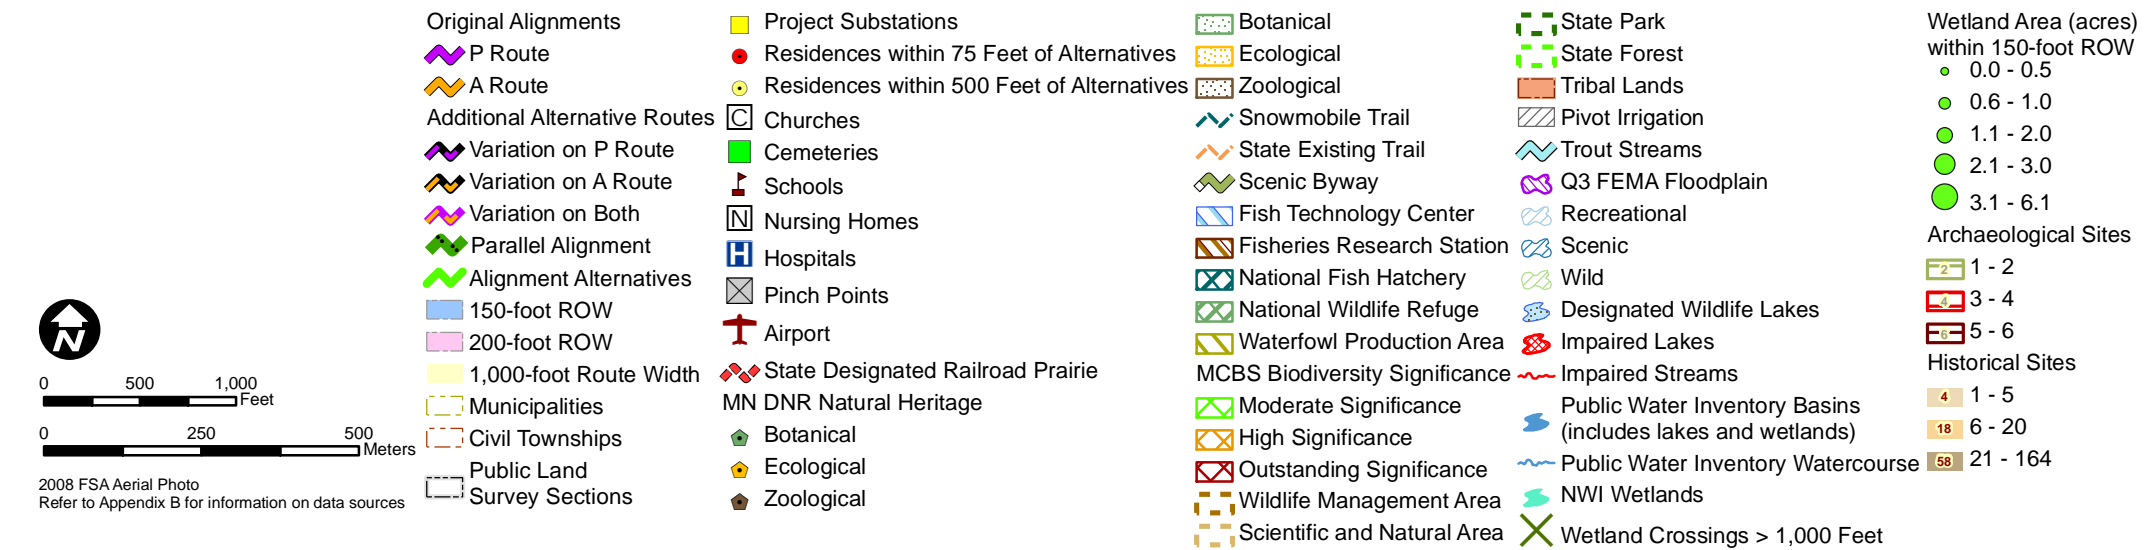 N
0 500 1,000
Feet
0 250 500
Meters
2008 FSA Aerial Photo
Refer to Appendix B for information on data sources
Original Alignments
P Route
A Route
Additional Alternative Routes
Variation on P Route
Variation on A Route
Variation on Both
Parallel Alignment
Alignment Alternatives
150-foot ROW
200-foot ROW
1,000-foot Route Width
Municipalities
Civil Townships
Public Land
Survey Sections
Project Substations
Residences within 75 Feet of Alternatives
Residences within 500 Feet of Alternatives
C Churches
Cemeteries
Schools
N Nursing Homes
H Hospitals
Pinch Points
Airport
State Designated Railroad Prairie
MN DNR Natural Heritage
Botanical
Ecological
Zoological
Botanical
Ecological
Zoological
Snowmobile Trail
State Existing Trail
Scenic Byway
Fish Technology Center
Fisheries Research Station
National Fish Hatchery
National Wildlife Refuge
Waterfowl Production Area
MCBS Biodiversity Significance
Moderate Significance
High Significance
Outstanding Significance
Wildlife Management Area
Scientific and Natural Area
State Park
State Forest
Tribal Lands
Pivot Irrigation
Trout Streams
Q3 FEMA Floodplain
Recreational
Scenic
Wild
Designated Wildlife Lakes
Impaired Lakes
Impaired Streams
Public Water Inventory Basins
(includes lakes and wetlands)
Public Water Inventory Watercourse
NWI Wetlands
Wetland Crossings > 1,000 Feet
Wetland Area (acres)
within 150-foot ROW
0.0 - 0.5
0.6 - 1.0
1.1 - 2.0
2.1 - 3.0
3.1 - 6.1
Archaeological Sites
2 1 - 2
4 3 - 4
6 5 - 6
Historical Sites
4 1 - 5
18 6 - 20
58 21 - 164